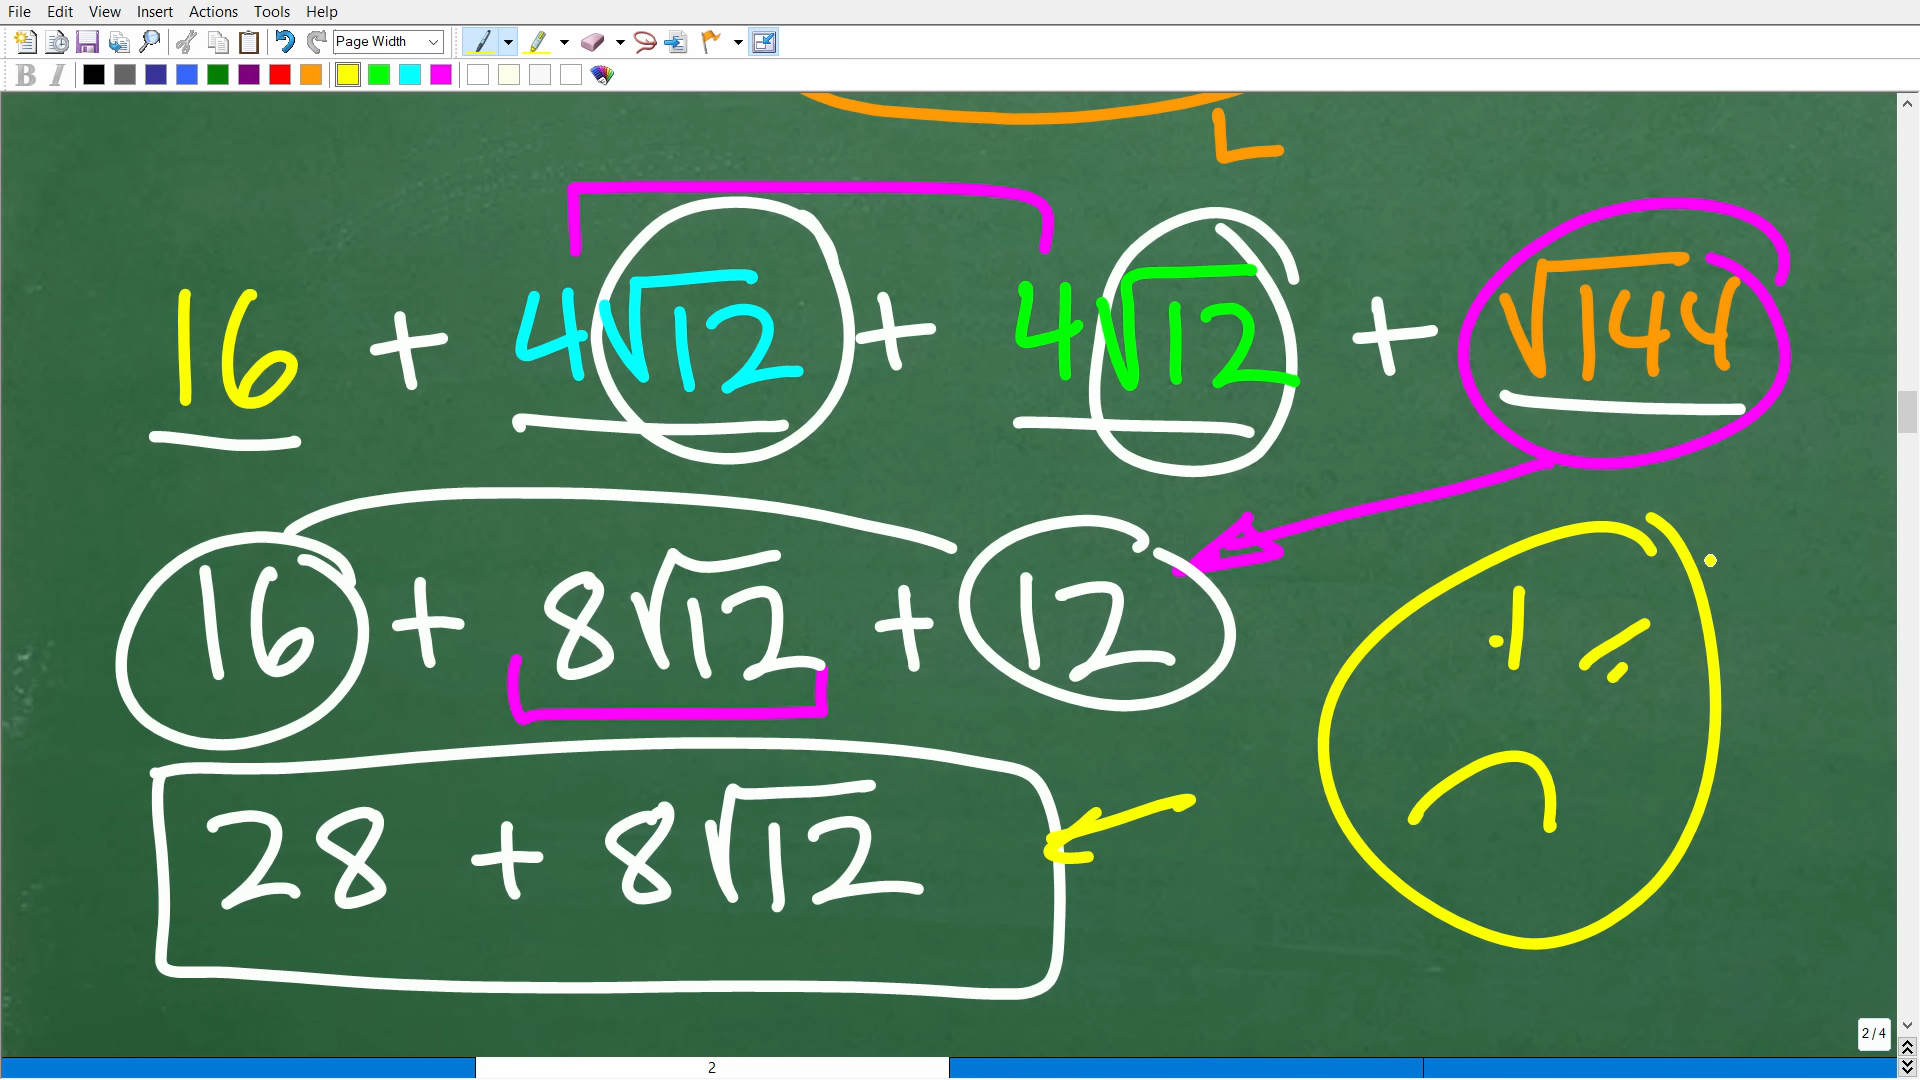 File Edit View Insert Actions Tools Help
Page Width
B I
L
16 + 4√12 + 4√12 + √144
16 + 8√12 + 12
28 + 8√12
2 / 4
2